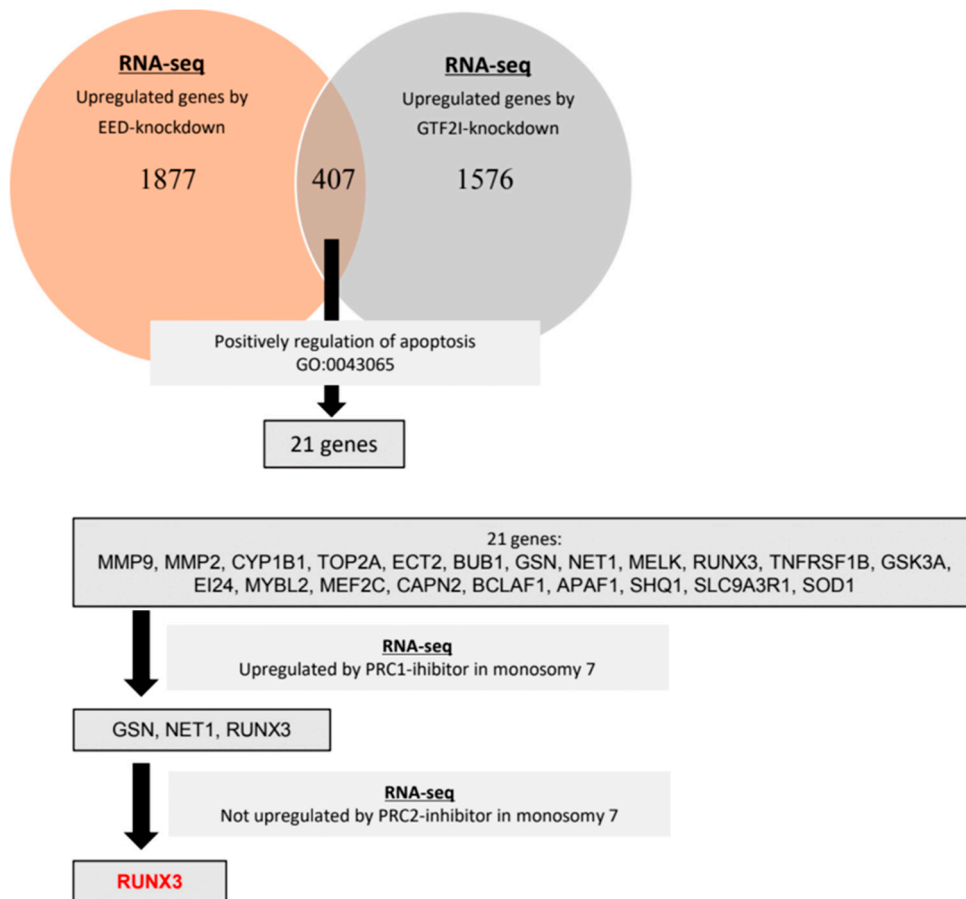 RNA-seq
Upregulated genes by
EED-knockdown
1877
407
RNA-seq
Upregulated genes by
GTF2I-knockdown
1576
Positively regulation of apoptosis
GO:0043065
21 genes
21 genes:
MMP9, MMP2, CYP1B1, TOP2A, ECT2, BUB1, GSN, NET1, MELK, RUNX3, TNFRSF1B, GSK3A,
EI24, MYBL2, MEF2C, CAPN2, BCLAF1, APAF1, SHQ1, SLC9A3R1, SOD1
RNA-seq
Upregulated by PRC1-ihibitor in monosomy 7
GSN, NET1, RUNX3
RNA-seq
Not upregulated by PRC2-inhibitor in monosomy 7
RUNX3